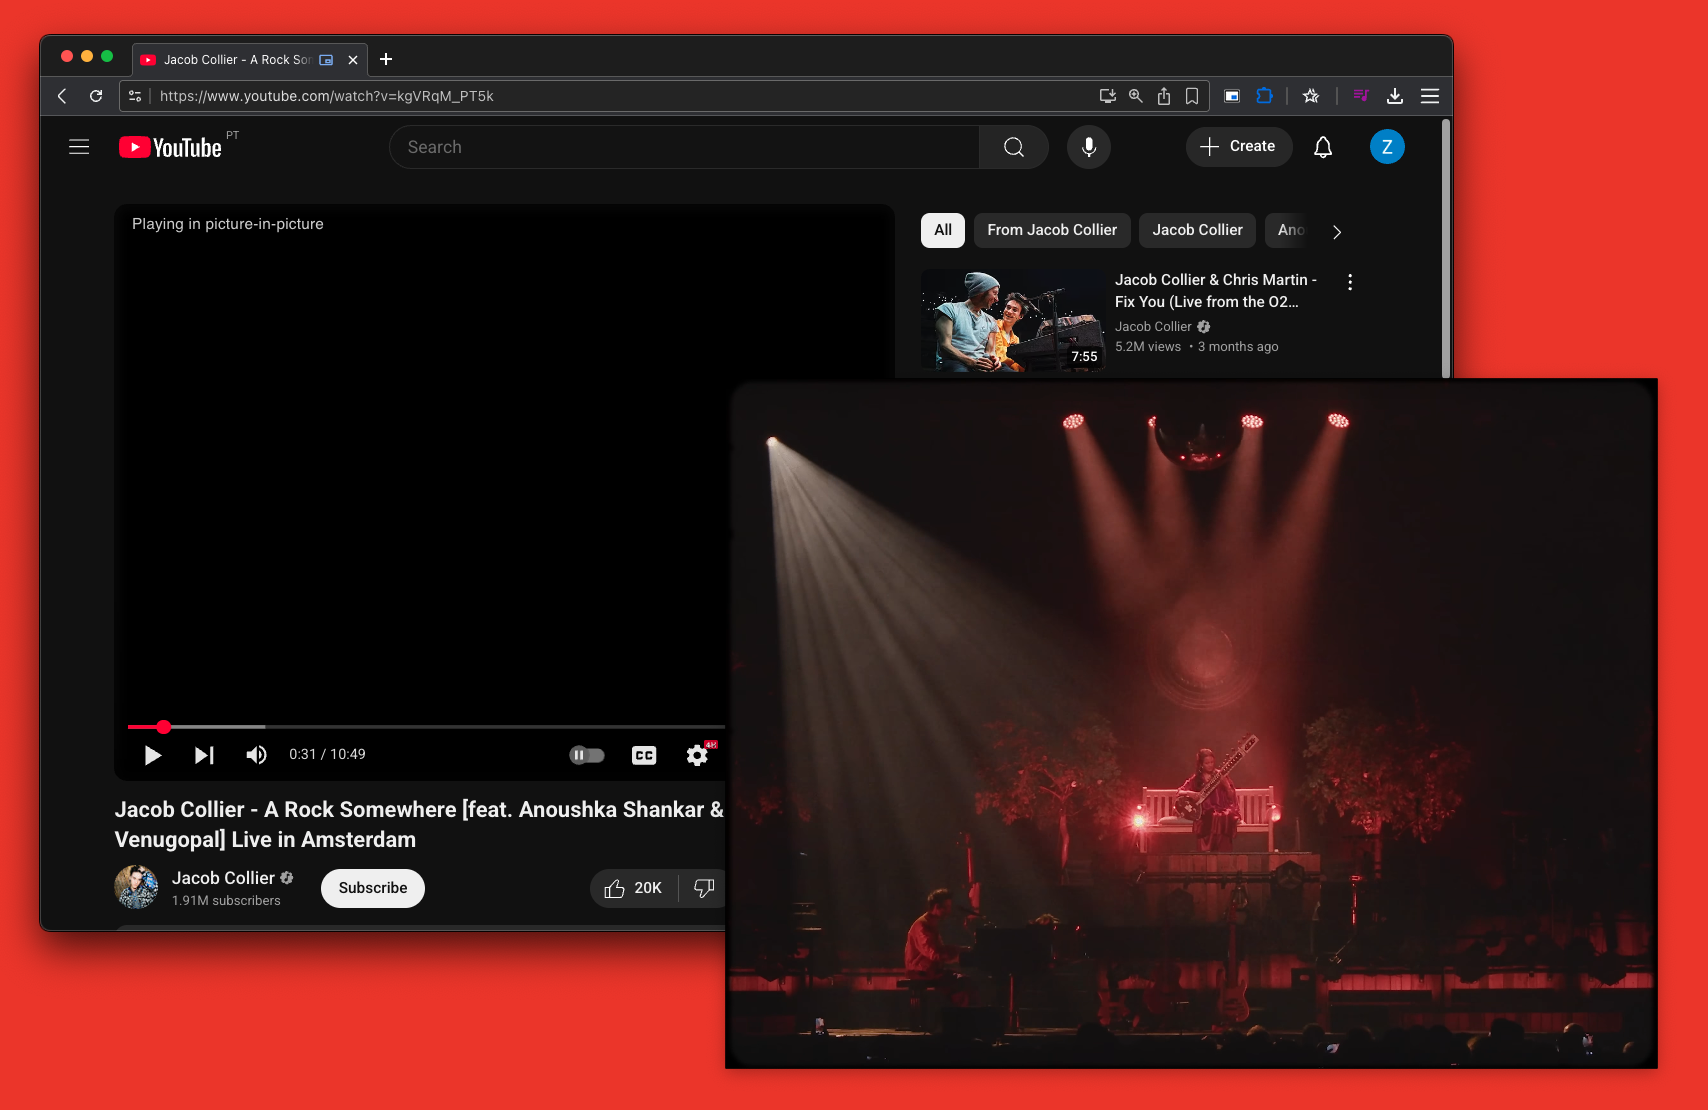 Jacob Collier - A Rock Sor
https://www.youtube.com/watch?v=kgVRqM_PT5k
YouTube PT
Search
Create
Z
Playing in picture-in-picture
All
From Jacob Collier
Jacob Collier
Ano
Jacob Collier & Chris Martin -
Fix You (Live from the O2...
Jacob Collier
5.2M views • 3 months ago
7:55
0:31 / 10:49
CC
4K
Jacob Collier - A Rock Somewhere [feat. Anoushka Shankar &
Venugopal] Live in Amsterdam
Jacob Collier
1.91M subscribers
Subscribe
20K